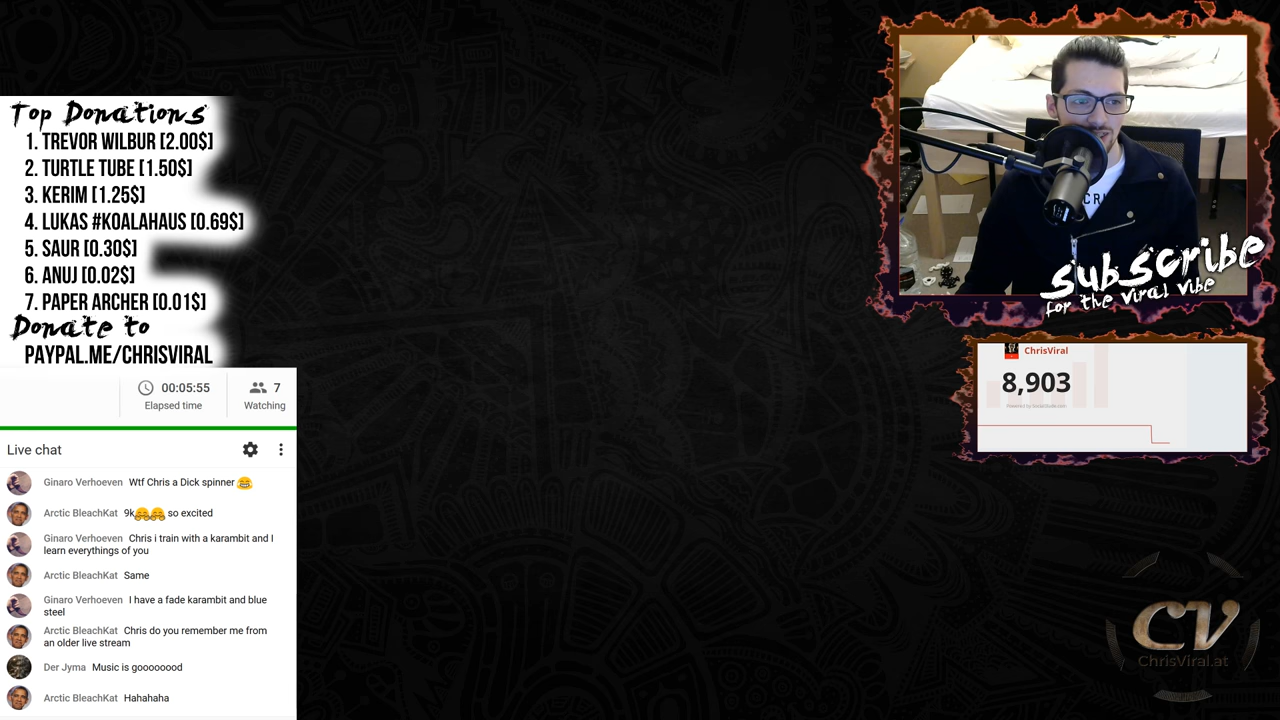 Top Donations
1. TREVOR WILBUR [2.00$]
2. TURTLE TUBE [1.50$]
3. KERIM [1.25$]
4. LUKAS #KOALAHAUS [0.69$]
5. SAUR [0.30$]
6. ANUJ [0.02$]
7. PAPER ARCHER [0.01$]
Donate to
PAYPAL.ME/CHRISVIRAL
00:05:55
Elapsed time
7
Watching
Live chat
Ginaro Verhoeven Wtf Chris a Dick spinner 😂
Arctic BleachKat 9k🤗🤗 so excited
Ginaro Verhoeven Chris i train with a karambit and I
learn everythings of you
Arctic BleachKat Same
Ginaro Verhoeven I have a fade karambit and blue
steel
Arctic BleachKat Chris do you remember me from
an older live stream
Der Jyma Music is goooooood
Arctic BleachKat Hahahaha
subscribe
for the viral vibe
ChrisViral
8,903
CV
ChrisViral.at